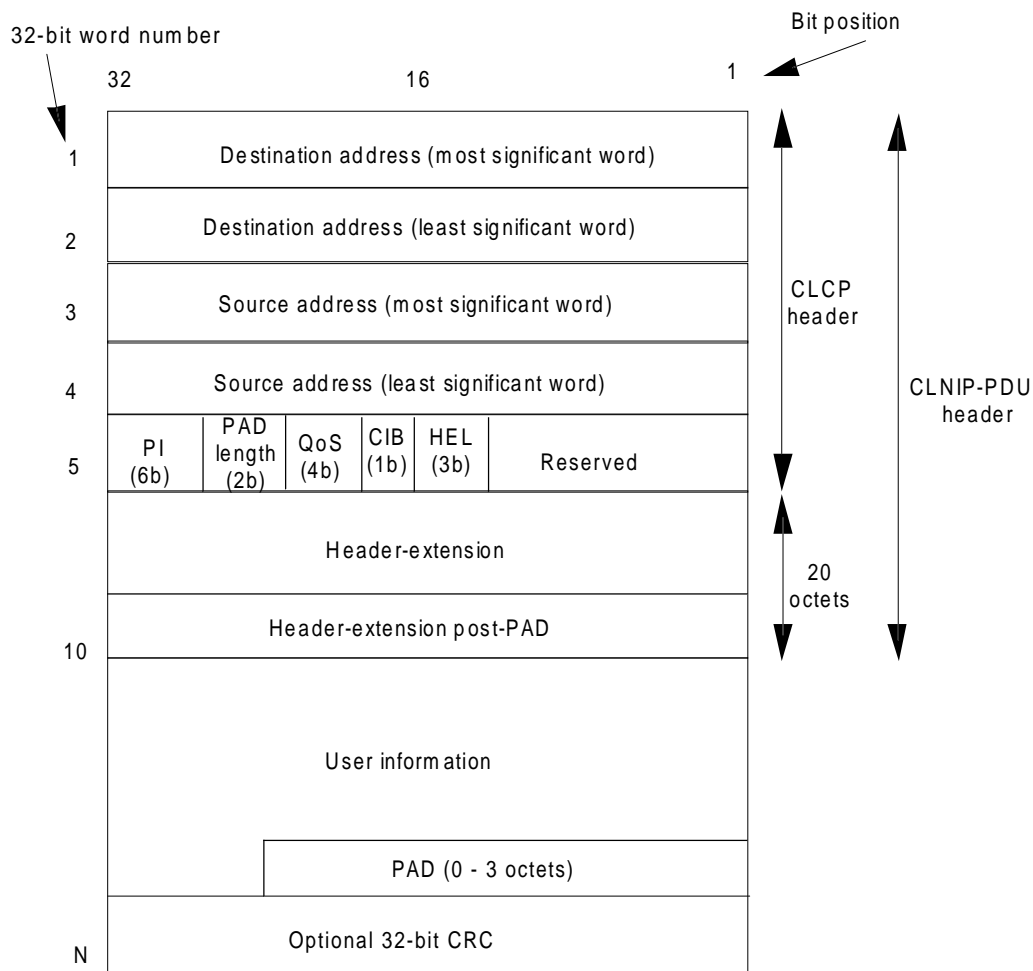 Bit position
32-bit word number
32
16
1
1
Destination address (most significant word)
2
Destination address (least significant word)
3
Source address (most significant word)
CLCP
header
4
Source address (least significant word)
CLNIP-PDU
header
5
PI
(6b)
PAD
length
(2b)
QoS
(4b)
CIB
(1b)
HEL
(3b)
Reserved
Header-extension
20
octets
Header-extension post-PAD
10
User information
PAD (0 - 3 octets)
Optional 32-bit CRC
N